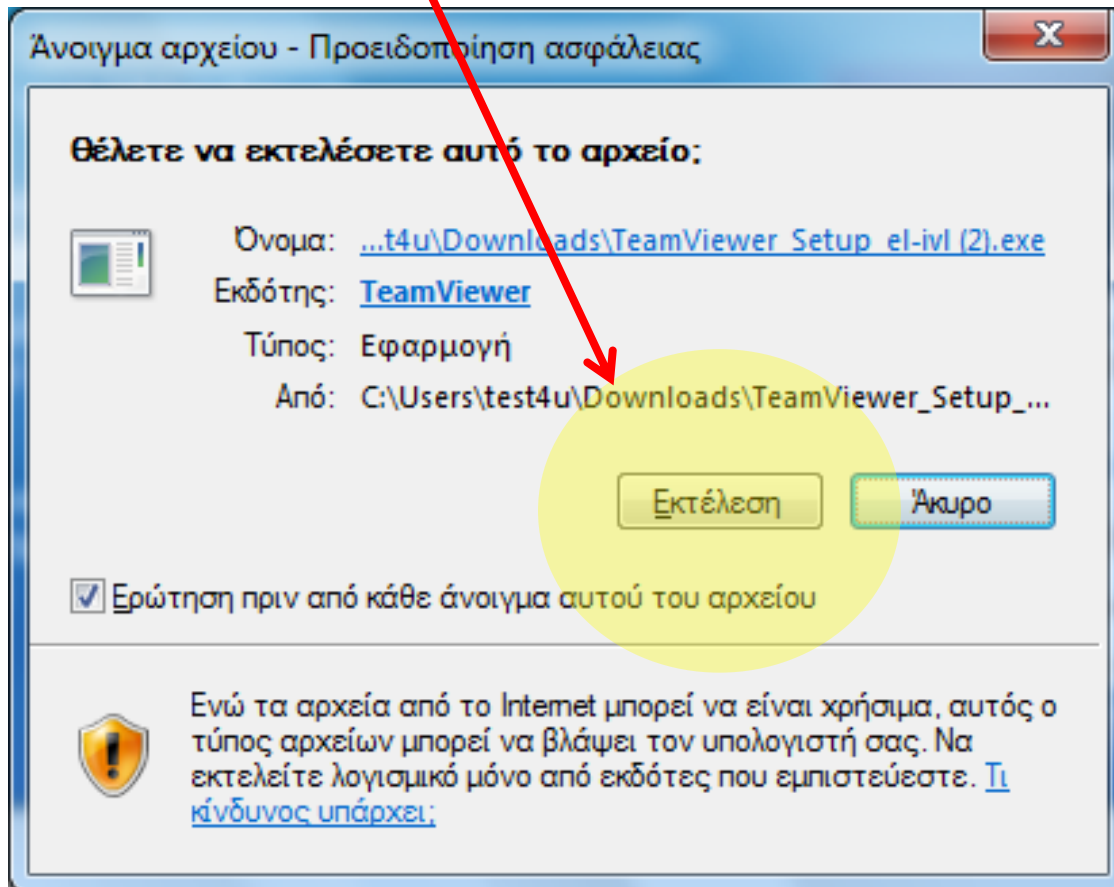 Άνοιγμα αρχείου - Προειδοποίηση ασφάλειας
Θέλετε να εκτελέσετε αυτό το αρχείο;
Όνομα: ...t4u\Downloads\TeamViewer_Setup_el-ivl (2).exe
Εκδότης: TeamViewer
Τύπος: Εφαρμογή
Από: C:\Users\test4u\Downloads\TeamViewer_Setup_...
Εκτέλεση Άκυρο
Ερώτηση πριν από κάθε άνοιγμα αυτού του αρχείου
Ενώ τα αρχεία από το Internet μπορεί να είναι χρήσιμα, αυτός ο
τύπος αρχείων μπορεί να βλάψει τον υπολογιστή σας. Να
εκτελείτε λογισμικό μόνο από εκδότες που εμπιστεύεστε. Τι
κίνδυνος υπάρχει;